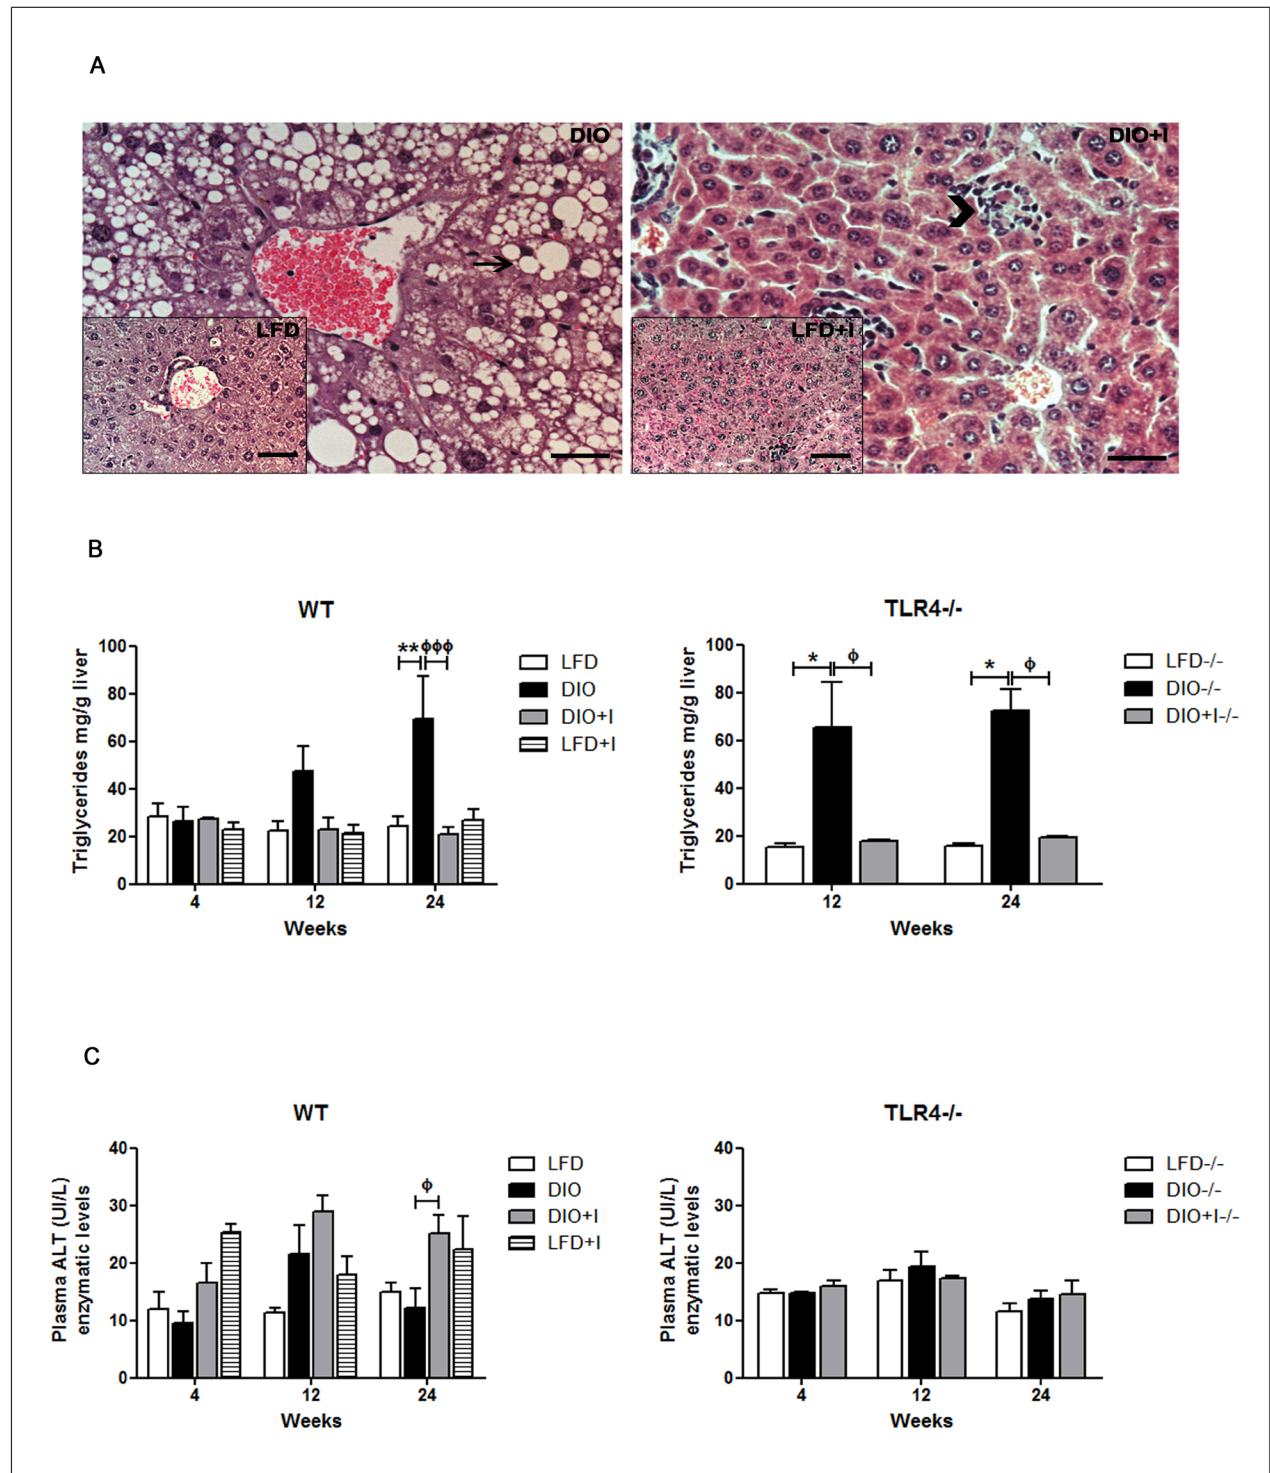 A
DIO
DIO+I
LFD
LFD+I
B
WT
TLR4-/-
Triglycerides mg/g liver
100
80
60
40
20
0
**ϕϕϕ
4
12
24
Weeks
LFD
DIO
DIO+I
LFD+I
Triglycerides mg/g liver
100
80
60
40
20
0
* ϕ
* ϕ
12
24
Weeks
LFD-/-
DIO-/-
DIO+I-/-
C
WT
TLR4-/-
Plasma ALT (UI/L)
enzymatic levels
40
30
20
10
0
ϕ
4
12
24
Weeks
LFD
DIO
DIO+I
LFD+I
Plasma ALT (UI/L)
enzymatic levels
40
30
20
10
0
4
12
24
Weeks
LFD-/-
DIO-/-
DIO+I-/-